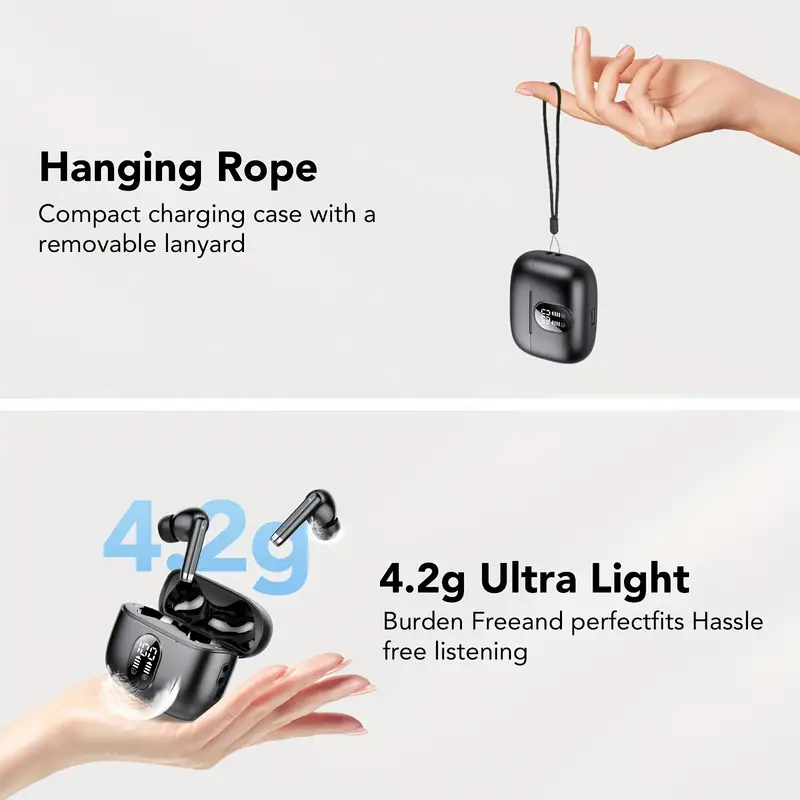 Hanging Rope
Compact charging case with a
removable lanyard
4.2g
4.2g Ultra Light
Burden Freeand perfectfits Hassle
free listening
100